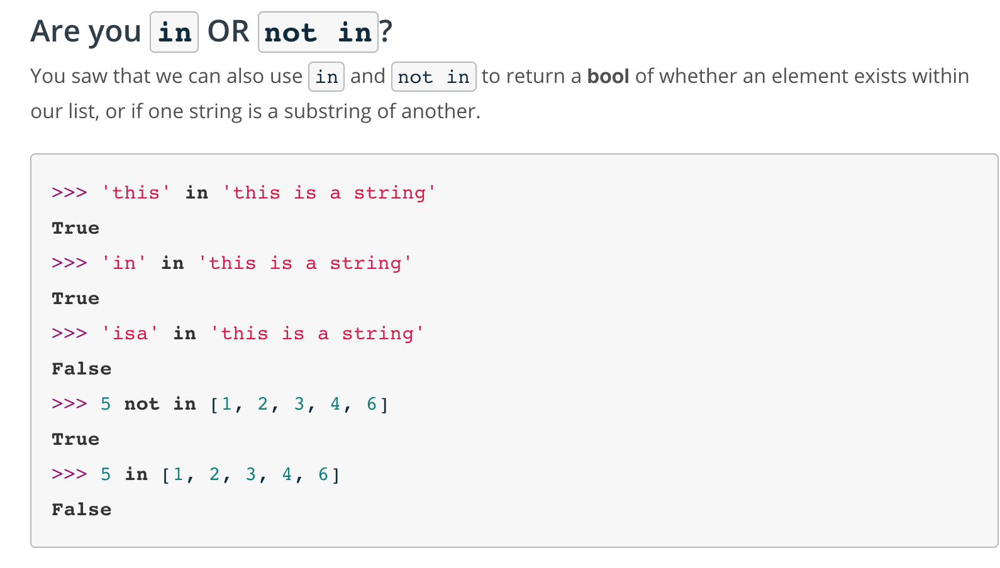 Are you in OR not in?
You saw that we can also use in and not in to return a bool of whether an element exists within
our list, or if one string is a substring of another.
>>> 'this' in 'this is a string'
True
>>> 'in' in 'this is a string'
True
>>> 'isa' in 'this is a string'
False
>>> 5 not in [1, 2, 3, 4, 6]
True
>>> 5 in [1, 2, 3, 4, 6]
False